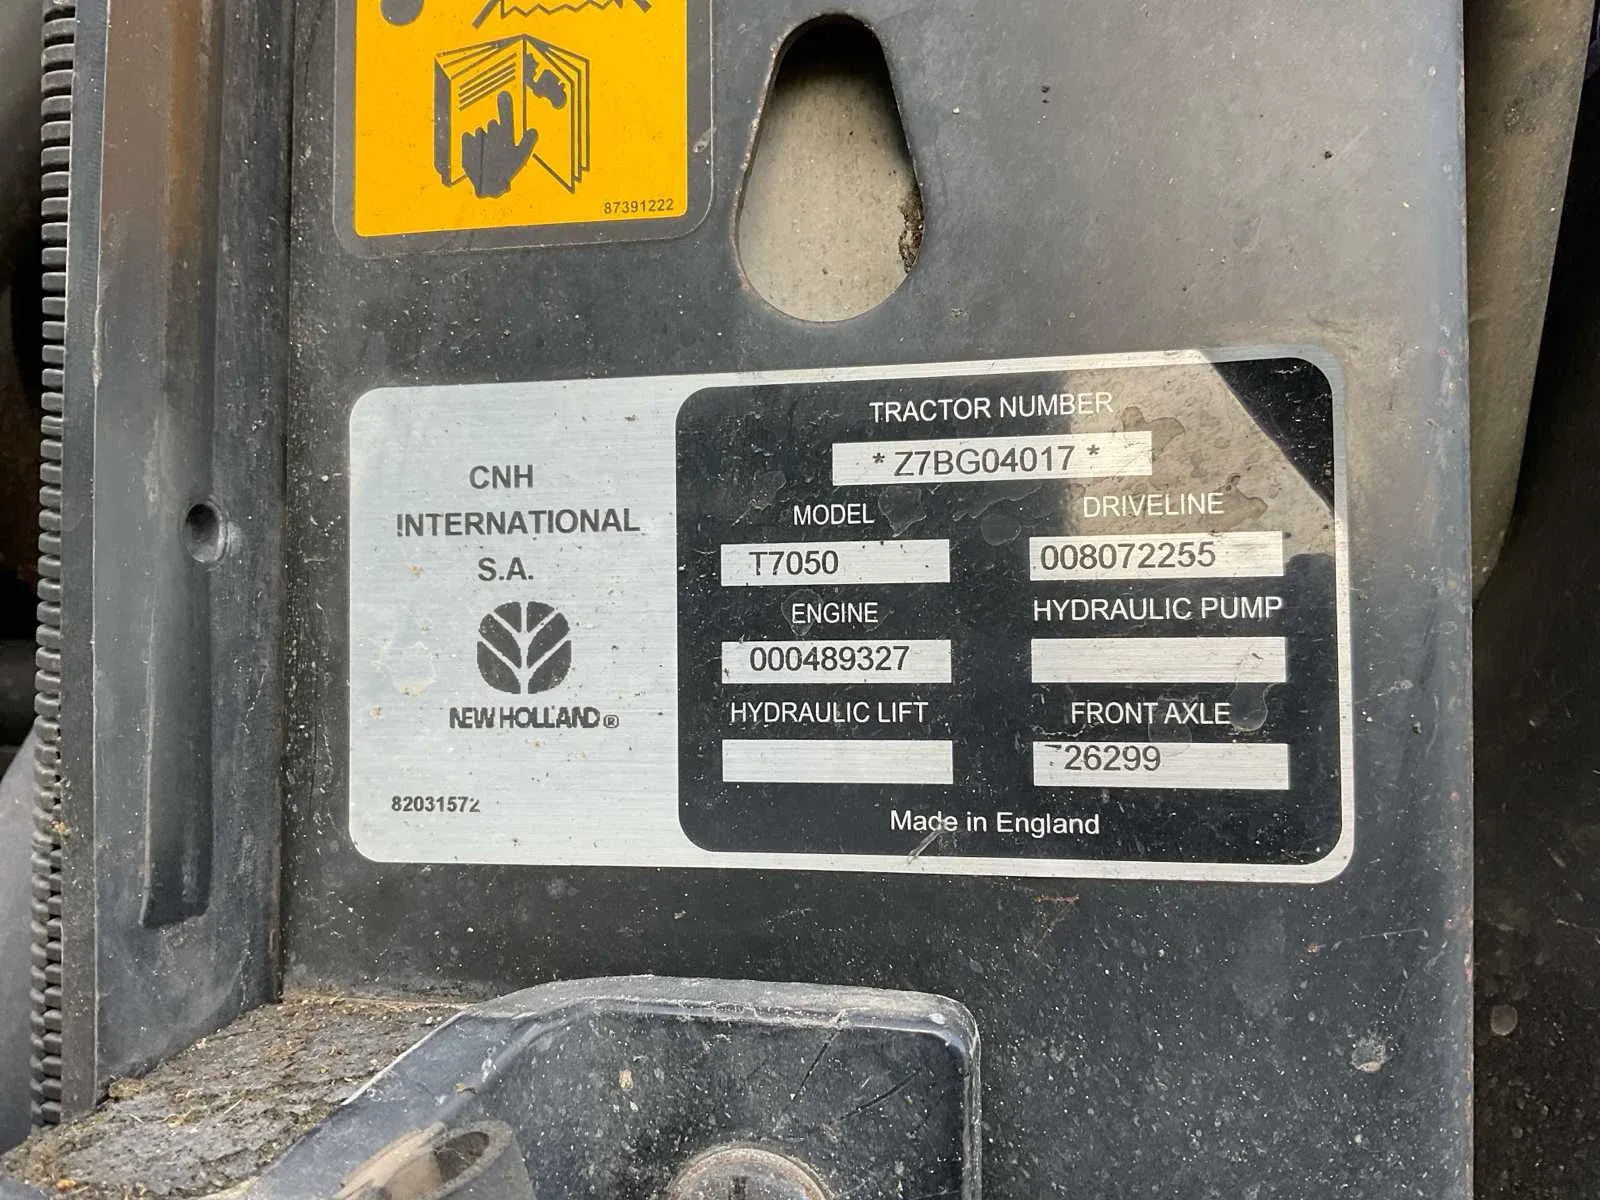 87391222
CNH
INTERNATIONAL
S.A.
NEW HOLLAND®
82031572
TRACTOR NUMBER
* Z7BG04017 *
MODEL
DRIVELINE
T7050
008072255
ENGINE
HYDRAULIC PUMP
000489327
HYDRAULIC LIFT
FRONT AXLE
Made in England